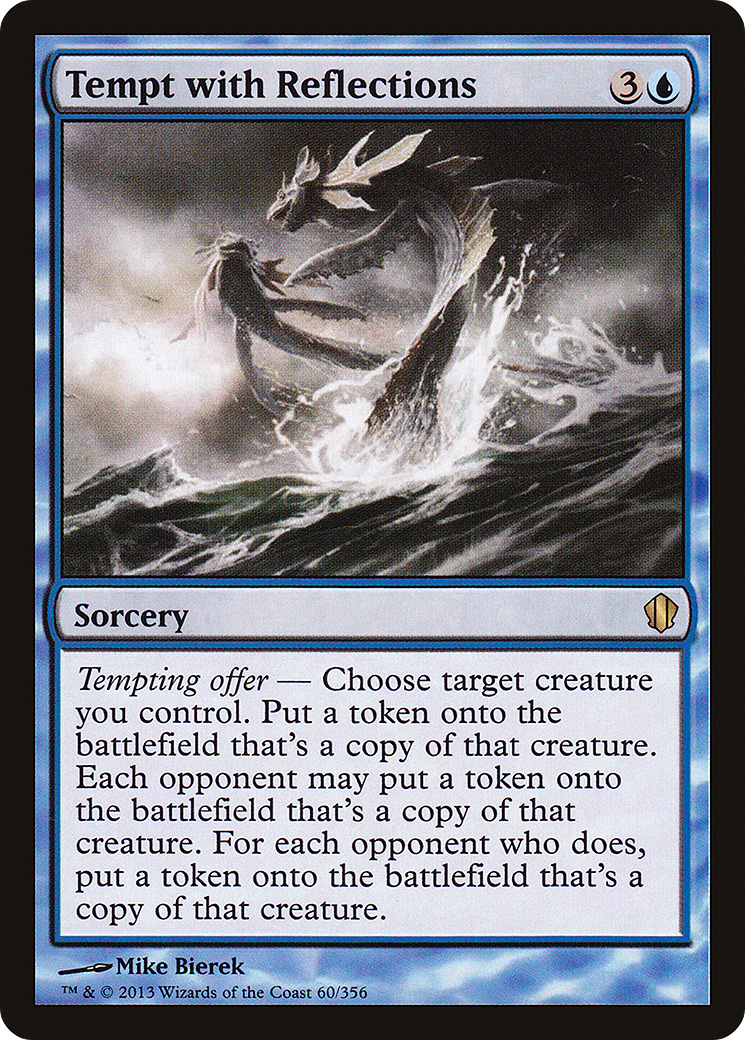 Tempt with Reflections 3
Sorcery
Tempting offer — Choose target creature
you control. Put a token onto the
battlefield that's a copy of that creature.
Each opponent may put a token onto
the battlefield that's a copy of that
creature. For each opponent who does,
put a token onto the battlefield that's a
copy of that creature.
Mike Bierek
™ & © 2013 Wizards of the Coast 60/356